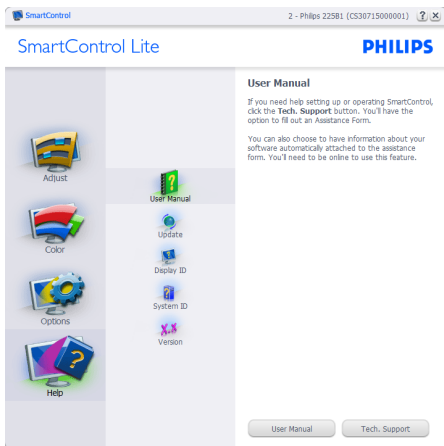 SmartControl
2 - Philips 225B1 (CS30715000001)
SmartControl Lite
PHILIPS
Adjust
Color
Options
Help
User Manual
Update
Display ID
System ID
X.X
Version
User Manual
If you need help setting up or operating SmartControl,
click the Tech. Support button. You'll have the
option to fill out an Assistance Form.
You can also choose to have information about your
software automatically attached to the assistance
form. You'll need to be online to use this feature.
User Manual
Tech. Support